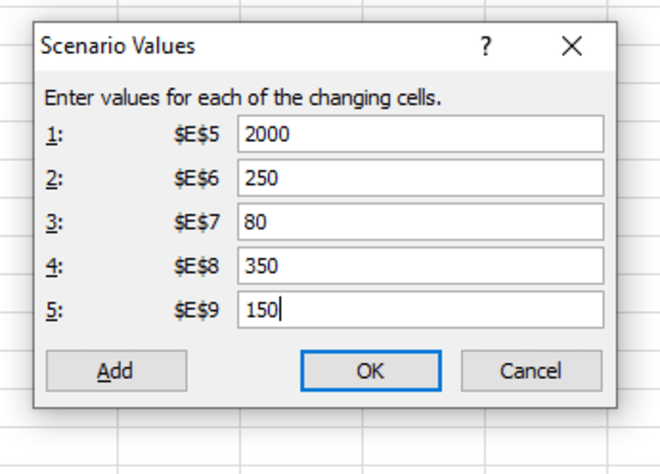 Scenario Values ? ×
Enter values for each of the changing cells.
1: $E$5 2000
2: $E$6 250
3: $E$7 80
4: $E$8 350
5: $E$9 150
Add OK Cancel